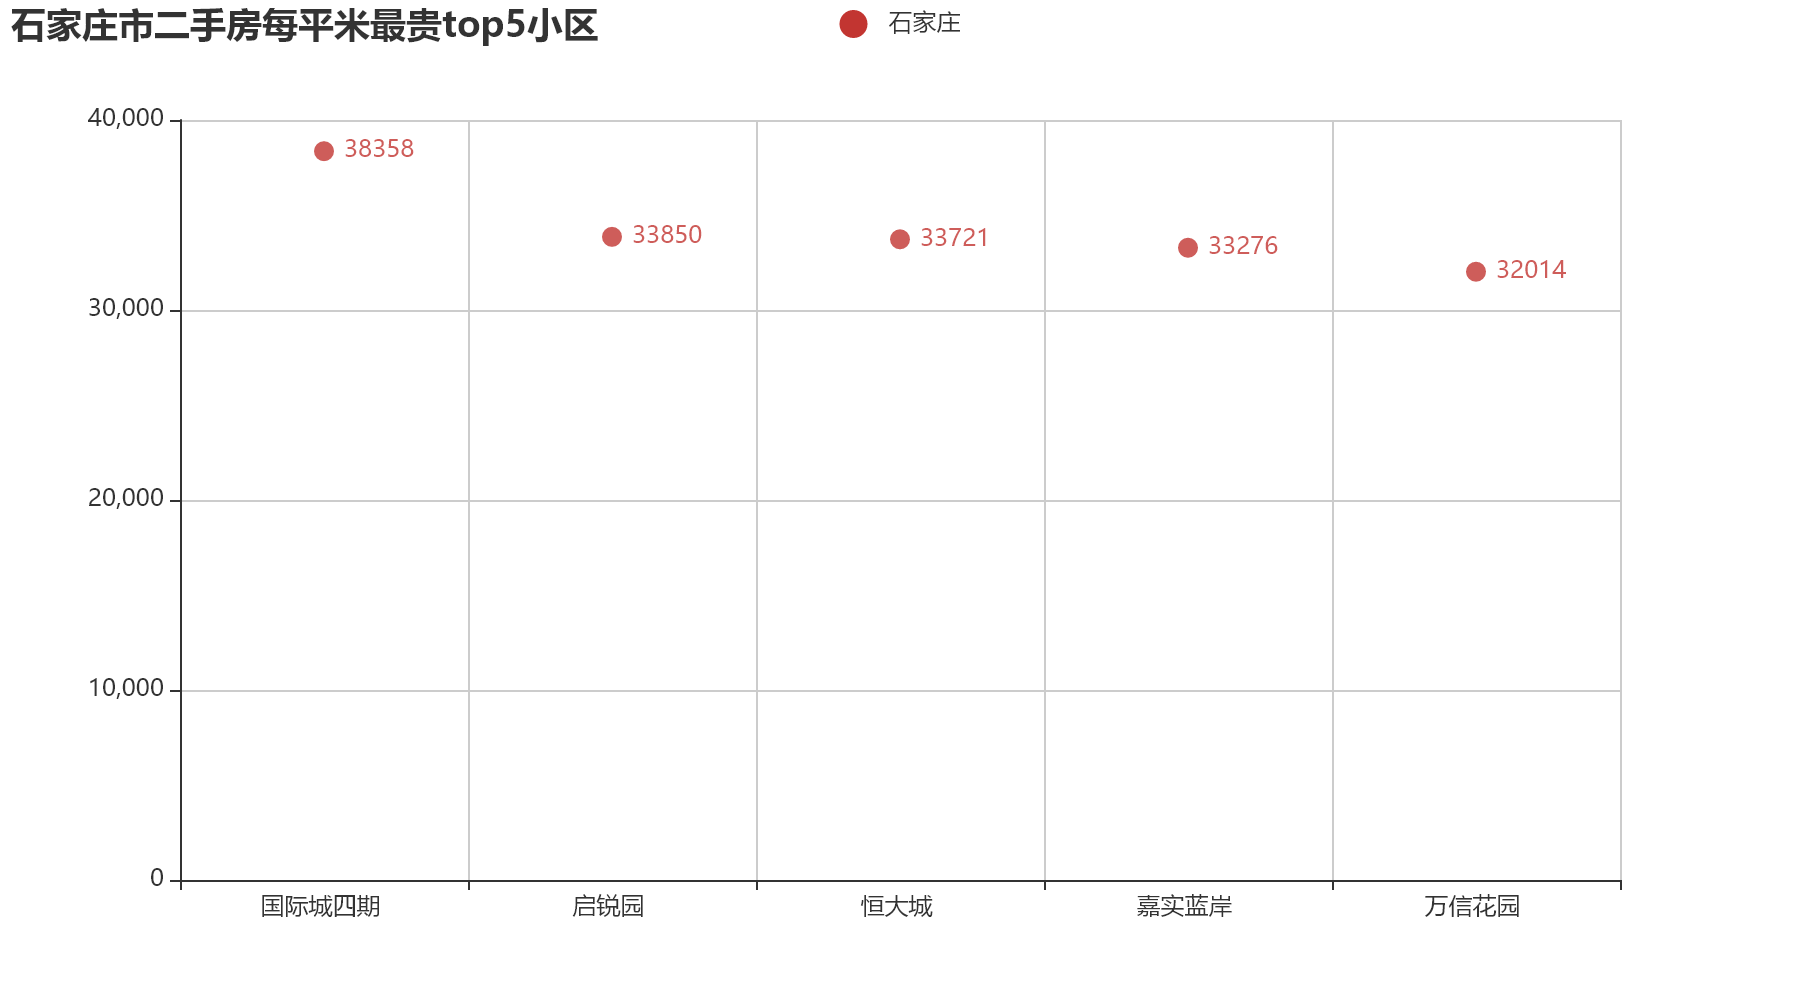 石家庄市二手房每平米最贵top5小区
石家庄
40,000
30,000
20,000
10,000
0
38358
33850
33721
33276
32014
国际城四期
启锐园
恒大城
嘉实蓝岸
万信花园